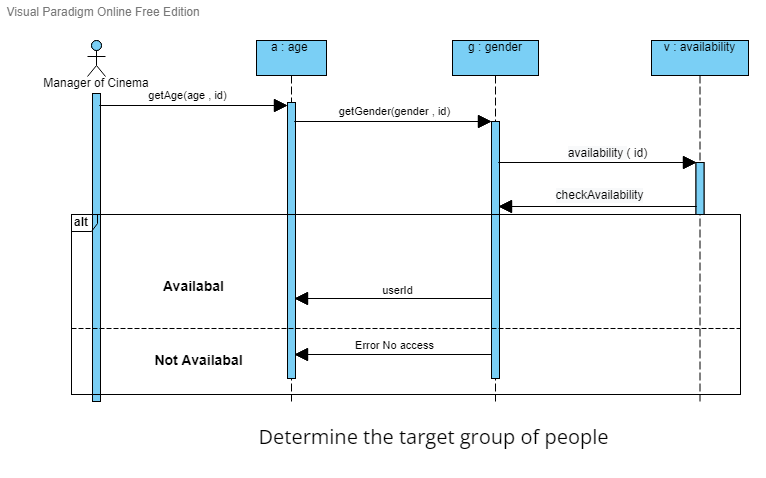 Visual Paradigm Online Free Edition
a : age
g : gender
v : availability
Manager of Cinema
getAge(age , id)
getGender(gender , id)
availability ( id)
checkAvailability
alt
Availabal
userId
Error No access
Not Availabal
Determine the target group of people